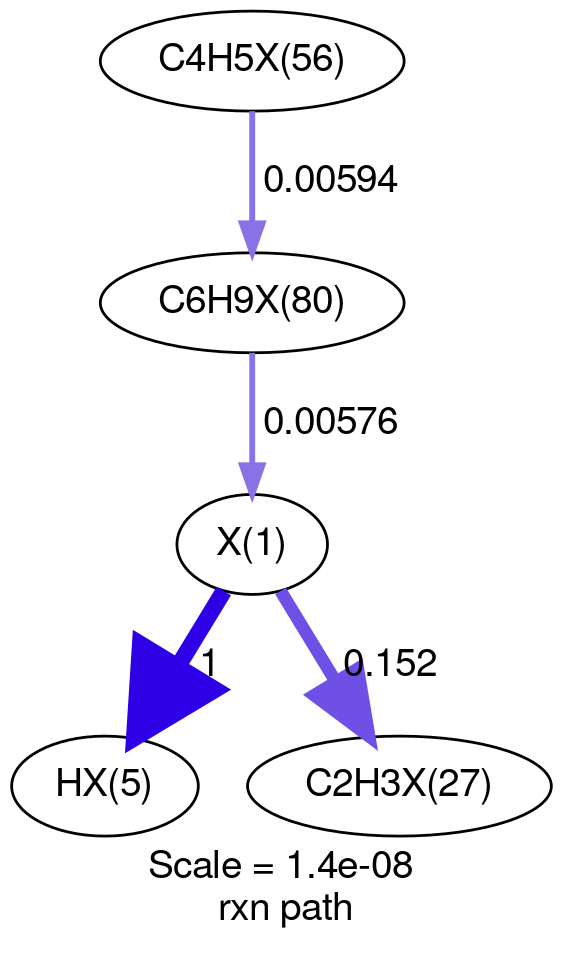 C4H5X(56)
0.00594
C6H9X(80)
0.00576
X(1)
1
0.152
HX(5)
C2H3X(27)
Scale = 1.4e-08
rxn path